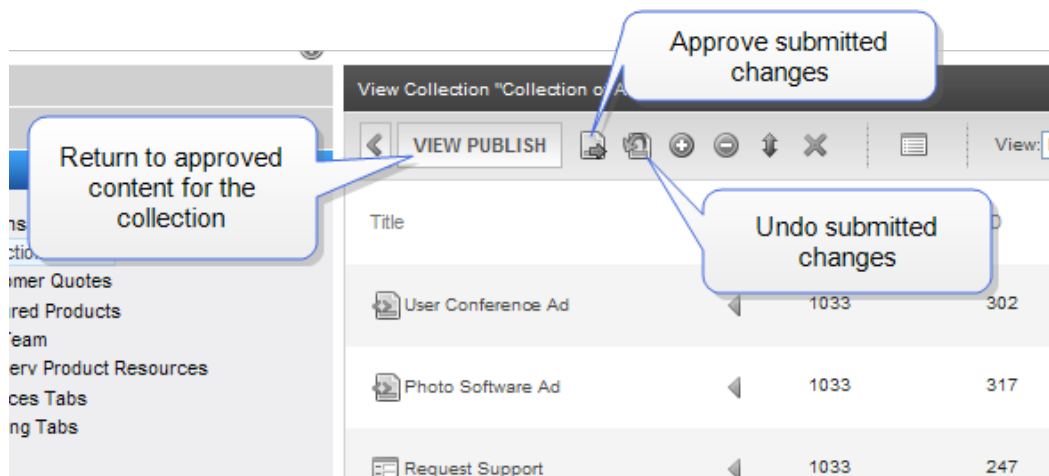 Approve submitted
changes
View Collection "Collection of A
VIEW PUBLISH
View:
Return to approved
content for the
collection
Title
Undo submitted
changes
omer Quotes
red Products
Team
erv Product Resources
ces Tabs
ng Tabs
User Conference Ad
1033
302
Photo Software Ad
1033
317
Request Support
1033
247